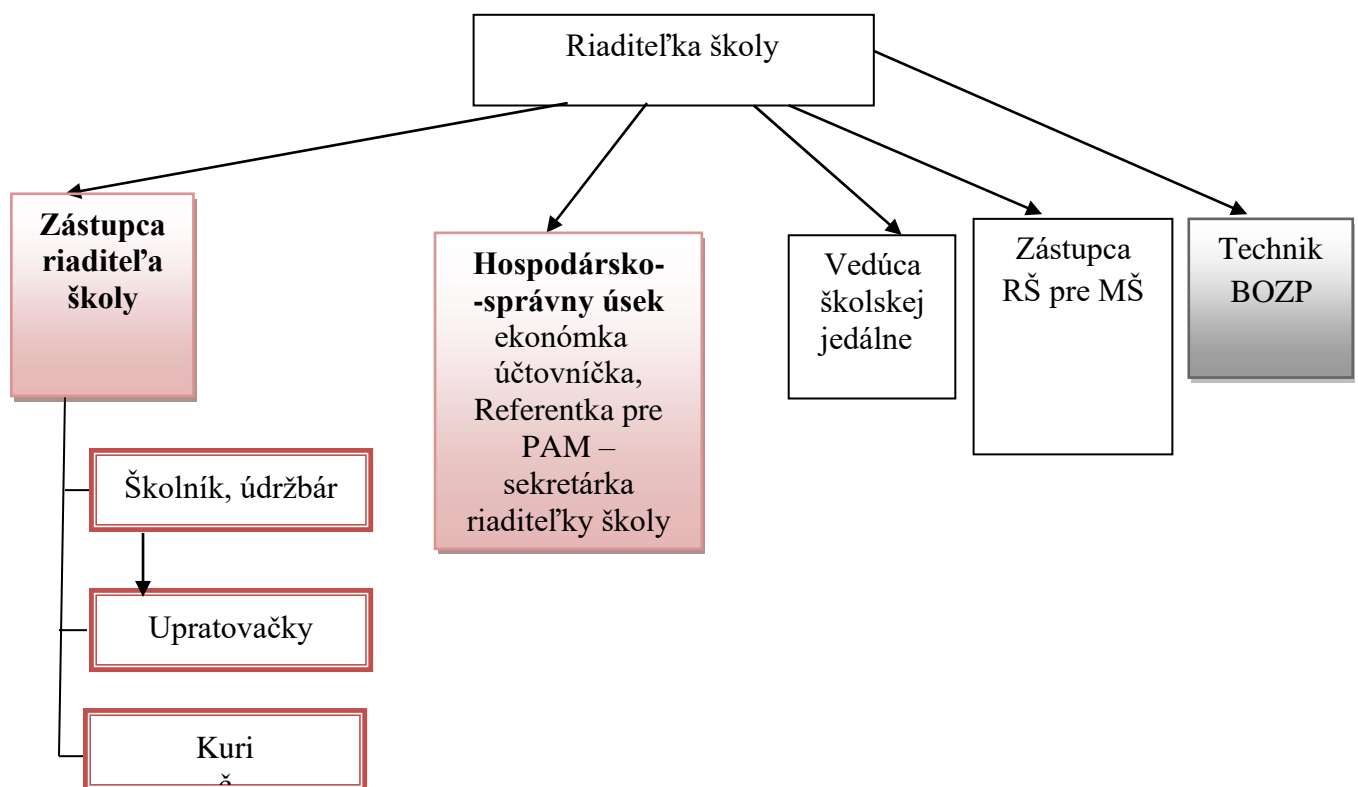 Riaditeľka školy
Zástupca
riaditeľa
školy
Hospodársko-
-správny úsek
ekonómka
účtovníčka,
Referentka pre
PAM –
sekretárka
riaditeľky školy
Vedúca
školskej
jedálne
Zástupca
RŠ pre MŠ
Technik
BOZP
Školník, údržbár
Upratovačky
Kuri
č